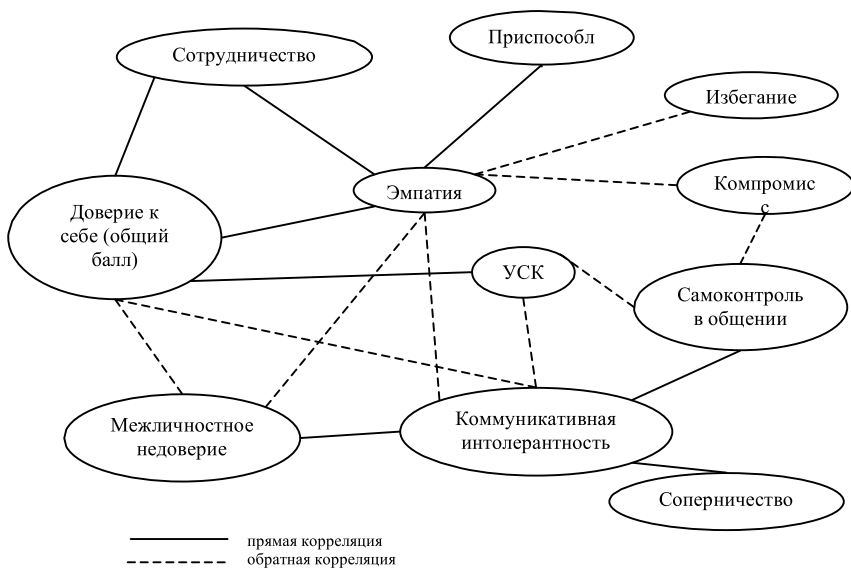 Сотрудничество
Приспособл
Избегание
Эмпатия
Компромис
с
Доверие к
себе (общий
балл)
УСК
Самоконтроль
в общении
Межличностное
недоверие
Коммуникативная
интолерантность
Соперничество
прямая корреляция
обратная корреляция